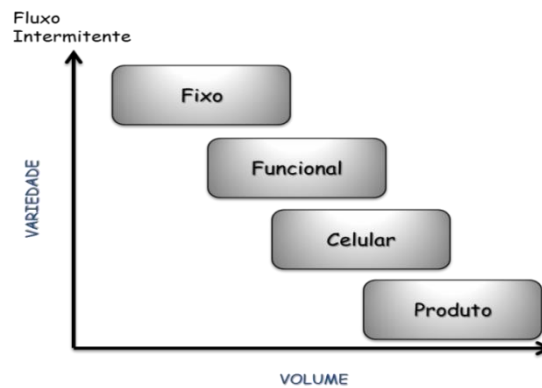 Fluxo
Intermitente
Fixo
Funcional
VARIEDADE
Celular
Produto
VOLUME